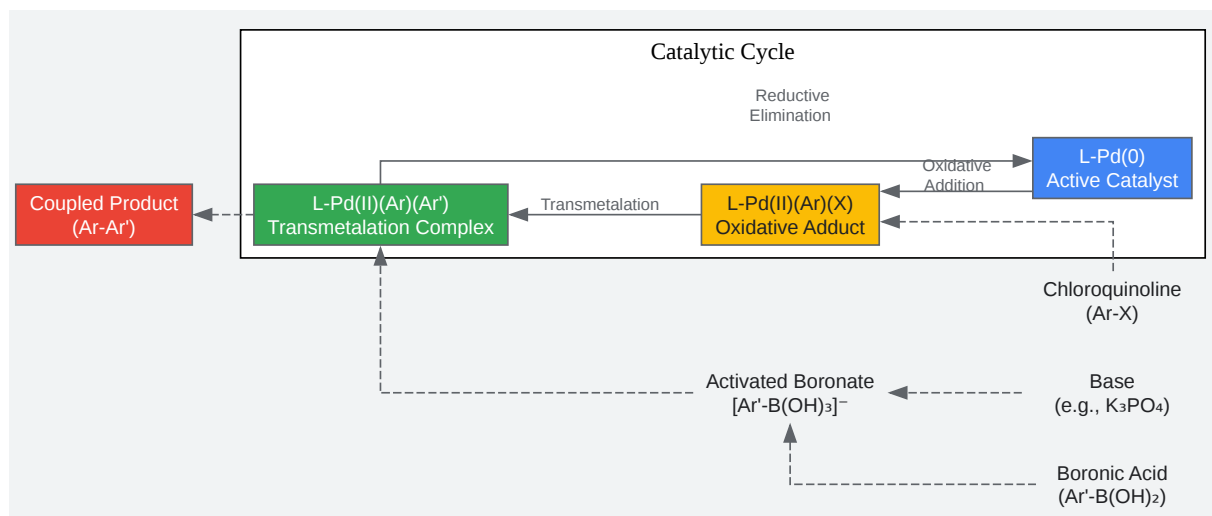 Catalytic Cycle
Reductive
Elimination
L-Pd(0)
Active Catalyst
Oxidative
Addition
Coupled Product
(Ar-Ar')
L-Pd(II)(Ar)(Ar')
Transmetalation Complex
Transmetalation
L-Pd(II)(Ar)(X)
Oxidative Adduct
Chloroquinoline
(Ar-X)
Activated Boronate
[Ar'-B(OH)₃]⁻
Base
(e.g., K₃PO₄)
Boronic Acid
(Ar'-B(OH)₂)